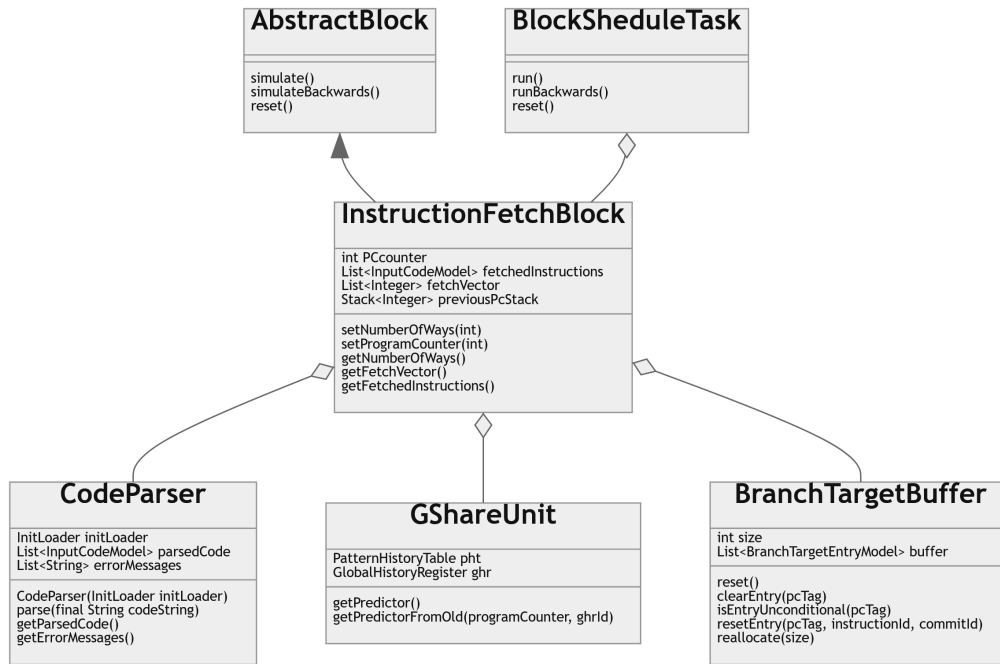 AbstractBlock
simulate()
simulateBackwards()
reset()
BlockSheduleTask
run()
runBackwards()
reset()
InstructionFetchBlock
int PCcounter
List<InputCodeModel> fetchedInstructions
List<Integer> fetchVector
Stack<Integer> previousPcStack
setNumberOfWays(int)
setProgramCounter(int)
getNumberOfWays()
getFetchVector()
getFetchedInstructions()
CodeParser
InitLoader initLoader
List<InputCodeModel> parsedCode
List<String> errorMessages
CodeParser(InitLoader initLoader)
parse(final String codeString)
getParsedCode()
getErrorMessages()
GShareUnit
PatternHistoryTable pht
GlobalHistoryRegister ghr
getPredictor()
getPredictorFromOld(programCounter, ghrId)
BranchTargetBuffer
int size
List<BranchTargetEntryModel> buffer
reset()
clearEntry(pcTag)
isEntryUnconditional(pcTag)
resetEntry(pcTag, instructionId, commitId)
reallocate(size)